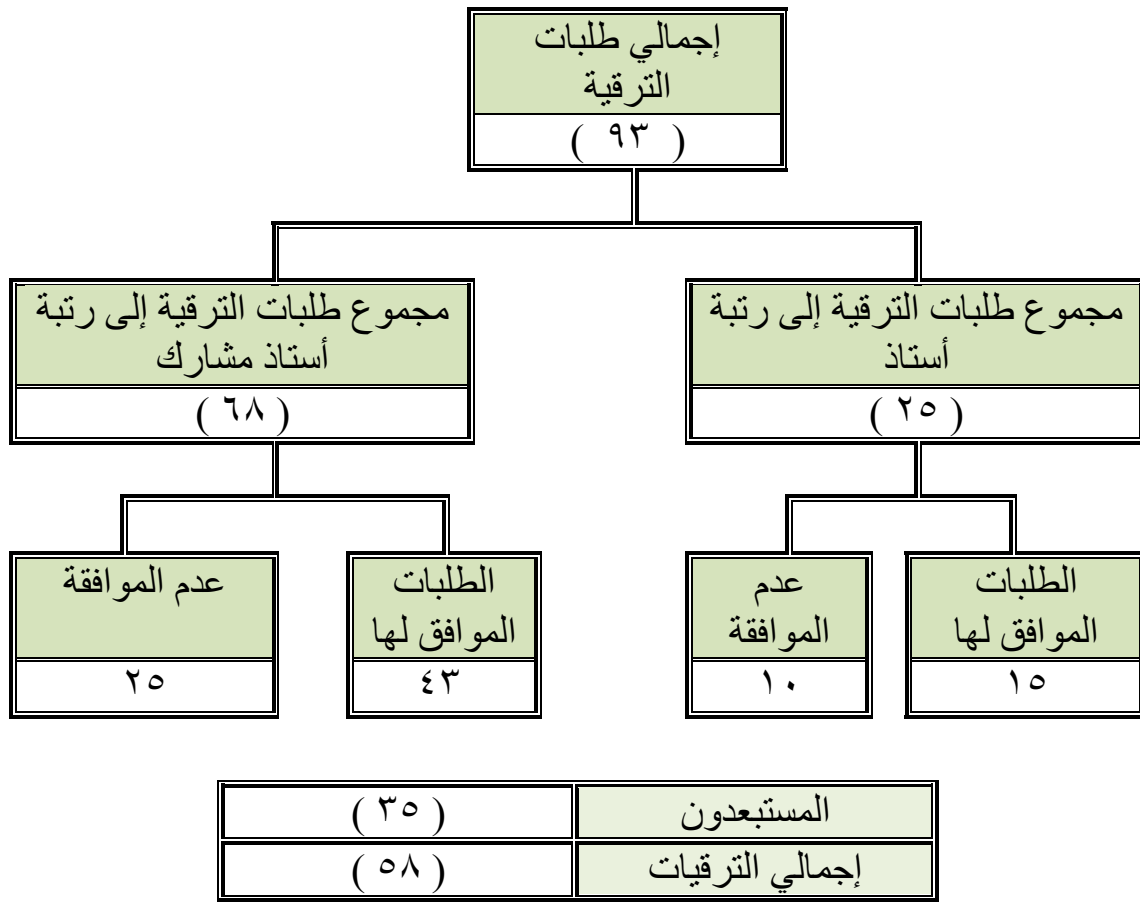 إجمالي طلبات
الترقية
( ٩٣ )
مجموع طلبات الترقية إلى رتبة
أستاذ
( ٢٥ )
مجموع طلبات الترقية إلى رتبة
أستاذ مشارك
( ٦٨ )
الطلبات
الموافق لها
١٥
عدم
الموافقة
١٠
الطلبات
الموافق لها
٤٣
عدم الموافقة
٢٥
المستبعدون ( ٣٥ )
إجمالي الترقيات ( ٥٨ )